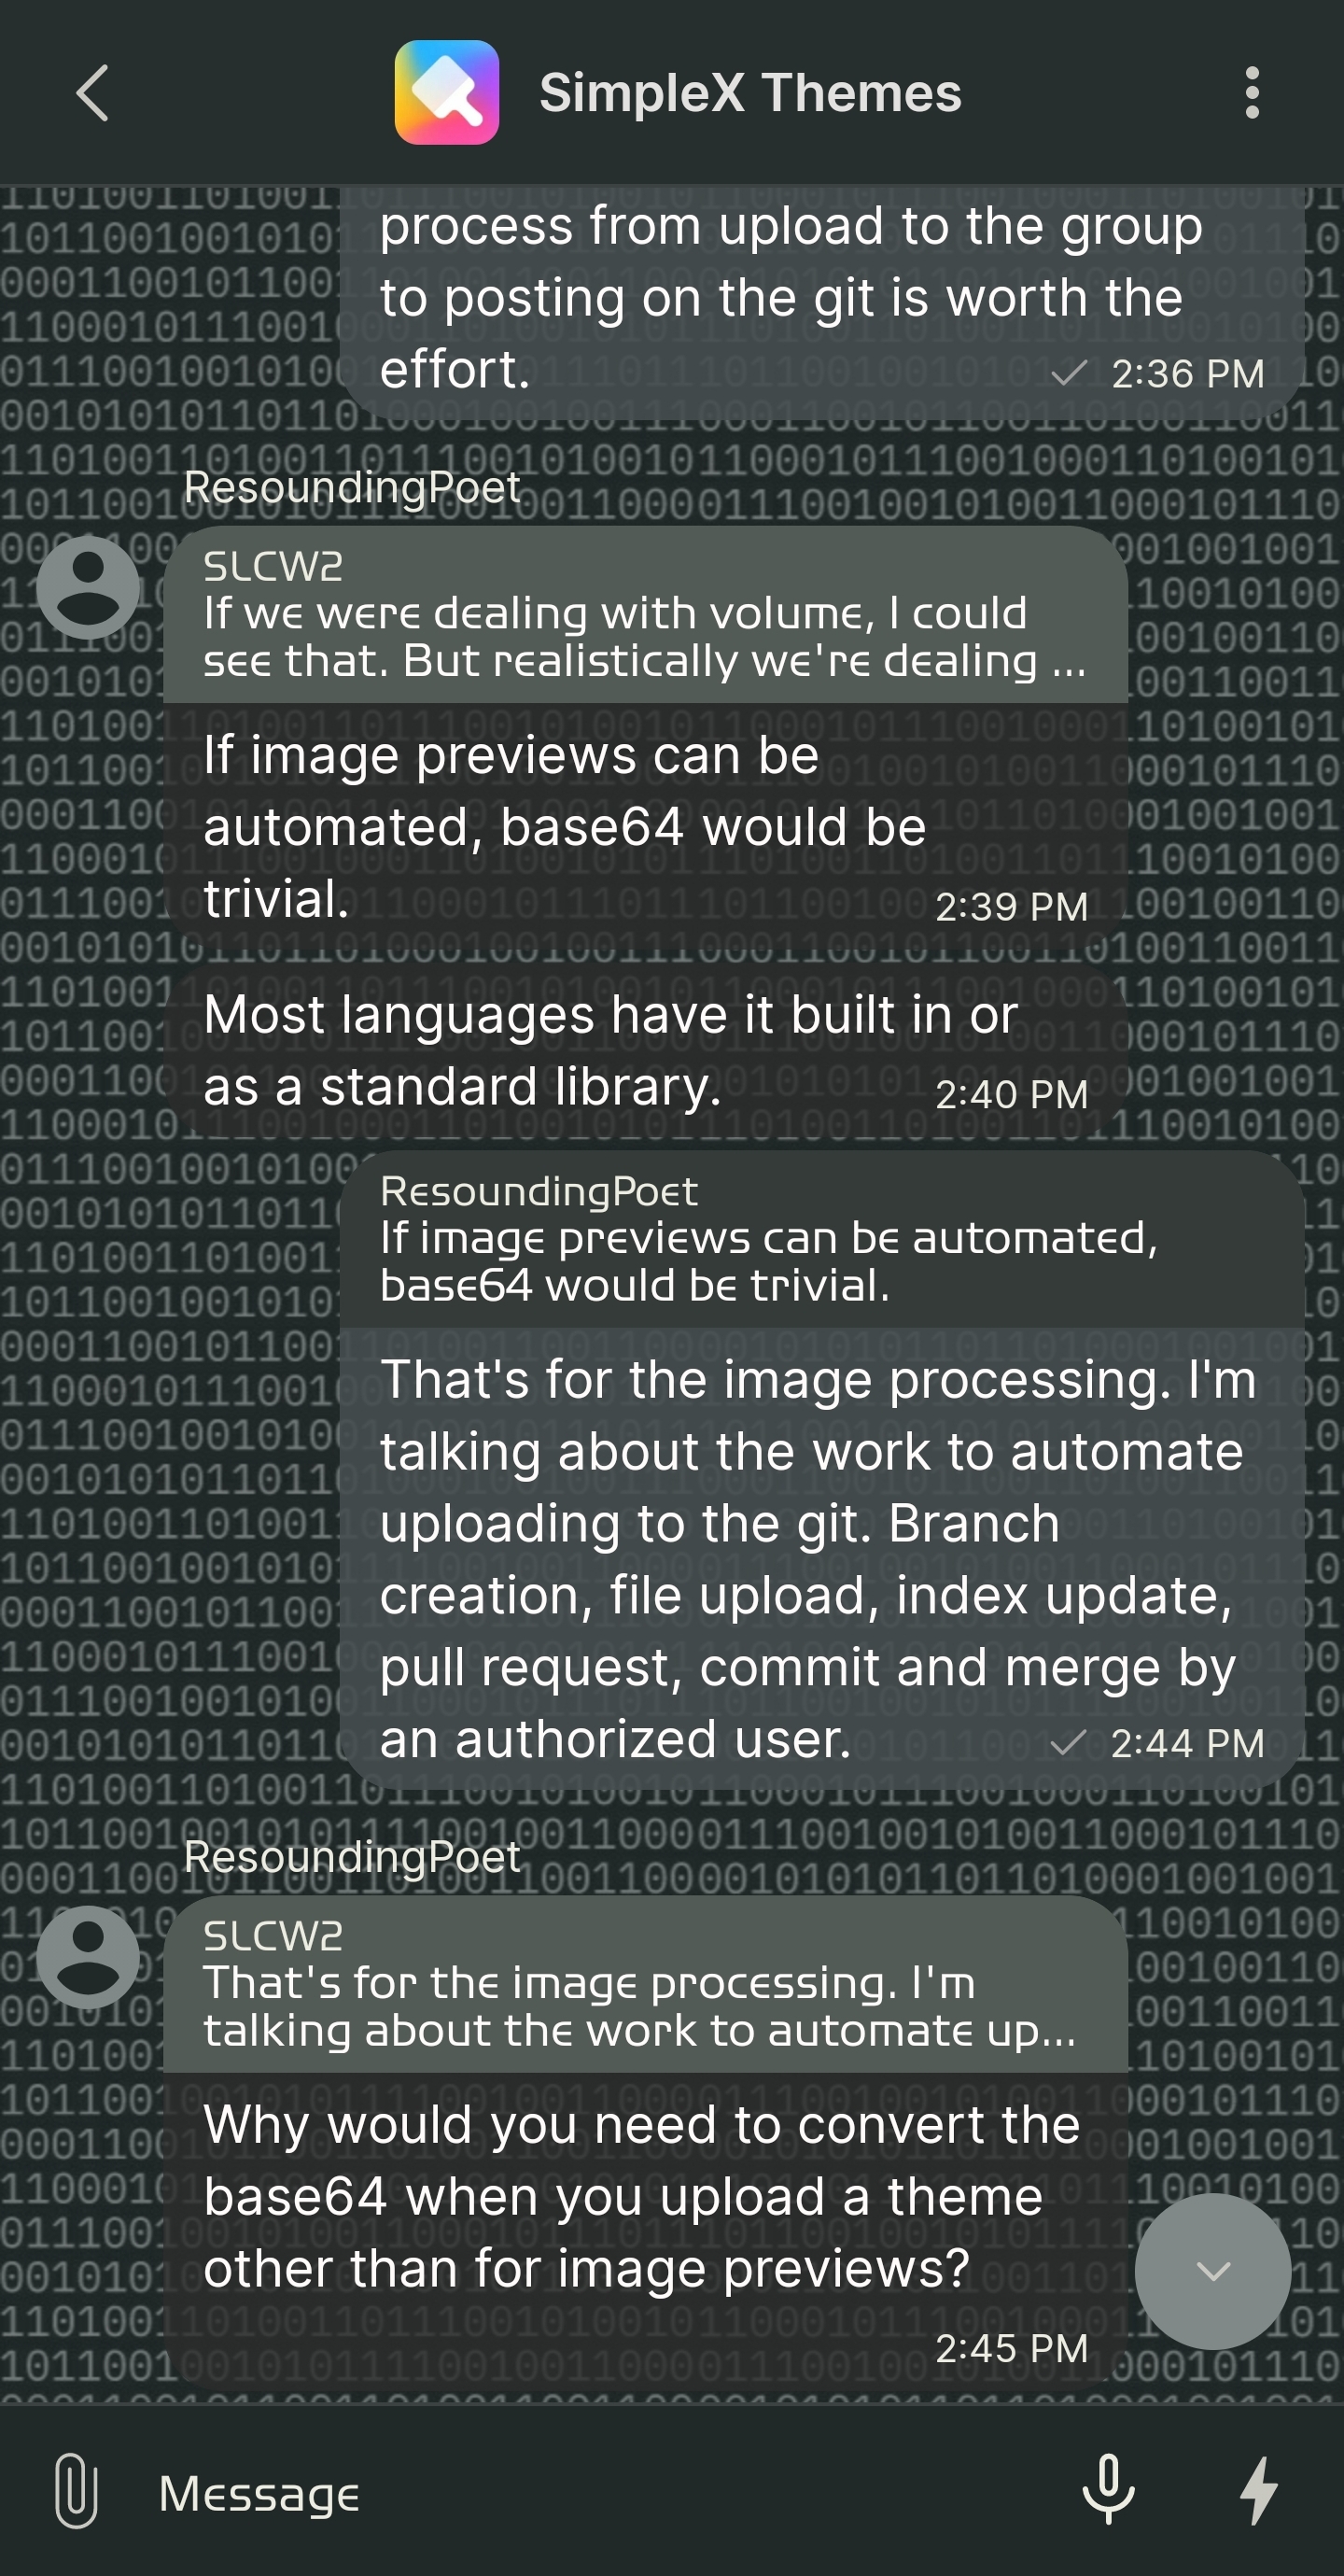 SimpleX Themes
process from upload to the group
to posting on the git is worth the
effort.
2:36 PM
ResoundingPoet
SLCW2
If we were dealing with volume, I could
see that. But realistically we're dealing ...
If image previews can be
automated, base64 would be
trivial.
2:39 PM
Most languages have it built in or
as a standard library.
2:40 PM
ResoundingPoet
If image previews can be automated,
base64 would be trivial.
That's for the image processing. I'm
talking about the work to automate
uploading to the git. Branch
creation, file upload, index update,
pull request, commit and merge by
an authorized user.
2:44 PM
ResoundingPoet
SLCW2
That's for the image processing. I'm
talking about the work to automate up...
Why would you need to convert the
base64 when you upload a theme
other than for image previews?
2:45 PM
Message